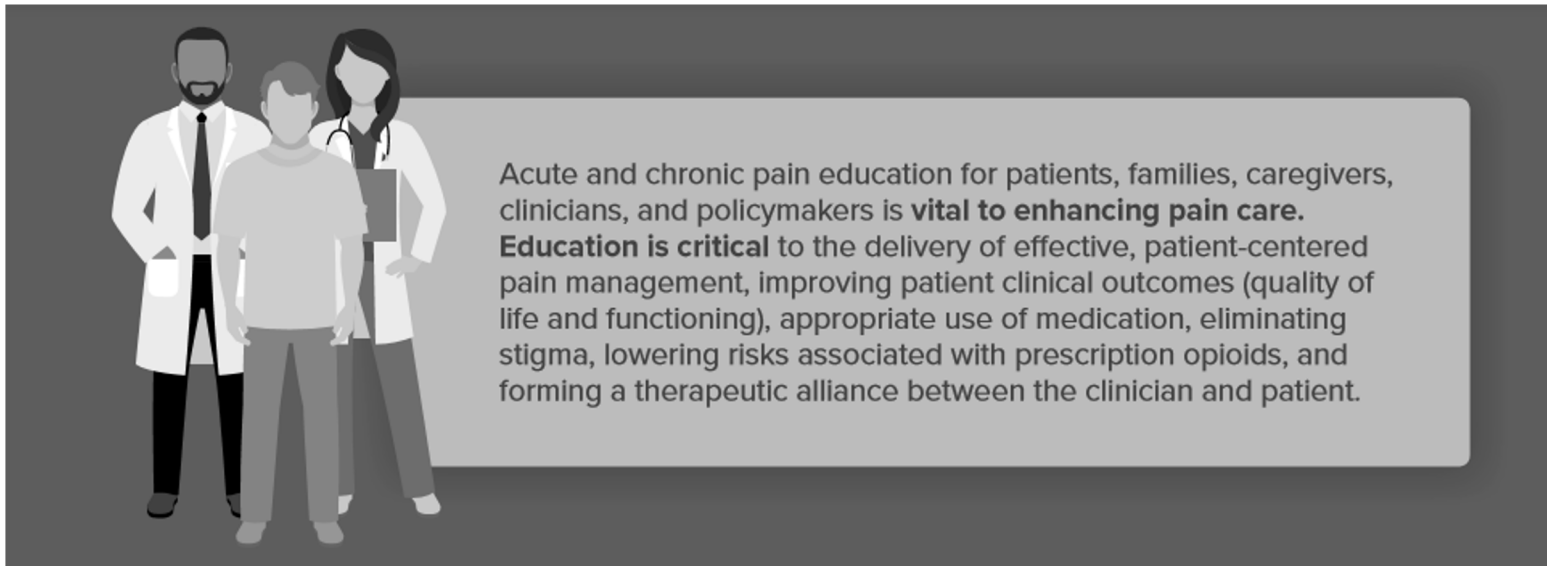 Acute and chronic pain education for patients, families, caregivers,
clinicians, and policymakers is vital to enhancing pain care.
Education is critical to the delivery of effective, patient-centered
pain management, improving patient clinical outcomes (quality of
life and functioning), appropriate use of medication, eliminating
stigma, lowering risks associated with prescription opioids, and
forming a therapeutic alliance between the clinician and patient.